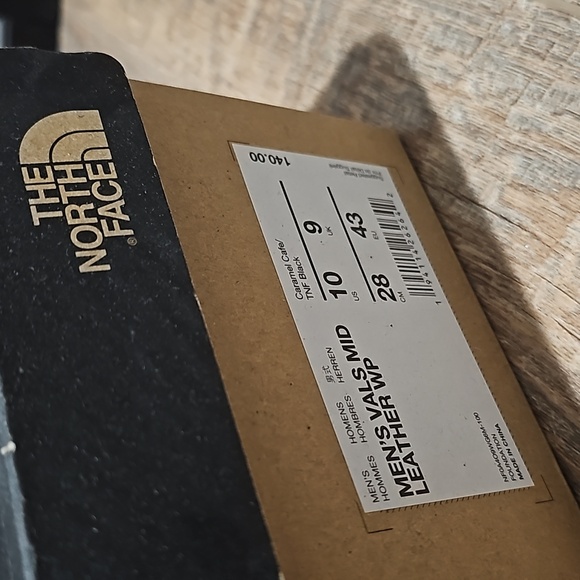 THE
NORTH
FACE®
MEN'S HOMENS 男式
HOMMES HOMBRES HERREN
MEN'S VALS MID
LEATHER WP
FOUNDATION
MADE IN CHINA
Caramel Cafe/
TNF Black
10 9
US UK
28 43
CM EU
140.00